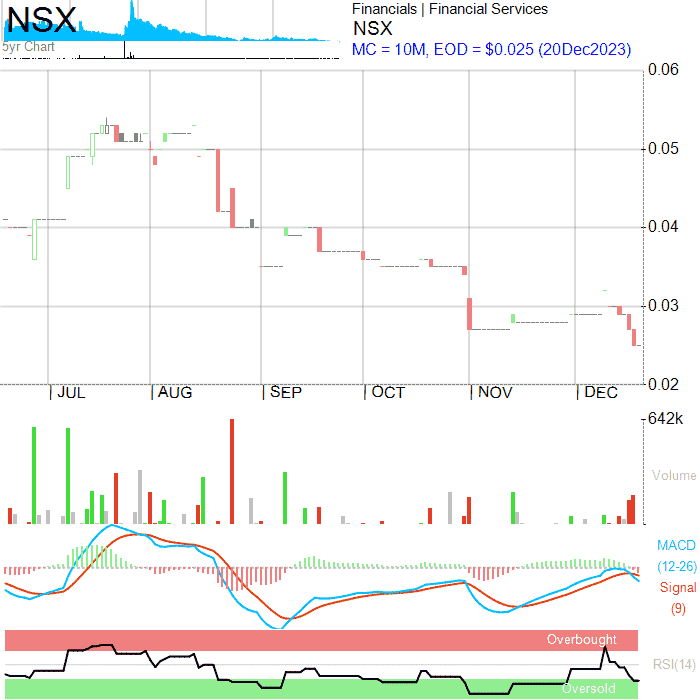 NSX
5yr Chart
Financials | Financial Services
NSX
MC = 10M, EOD = $0.025 (20Dec2023)
0.06
0.05
0.04
0.03
0.02
JUL AUG SEP OCT NOV DEC
642k
Volume
MACD
(12-26)
Signal
(9)
Overbought
RSI(14)
Oversold